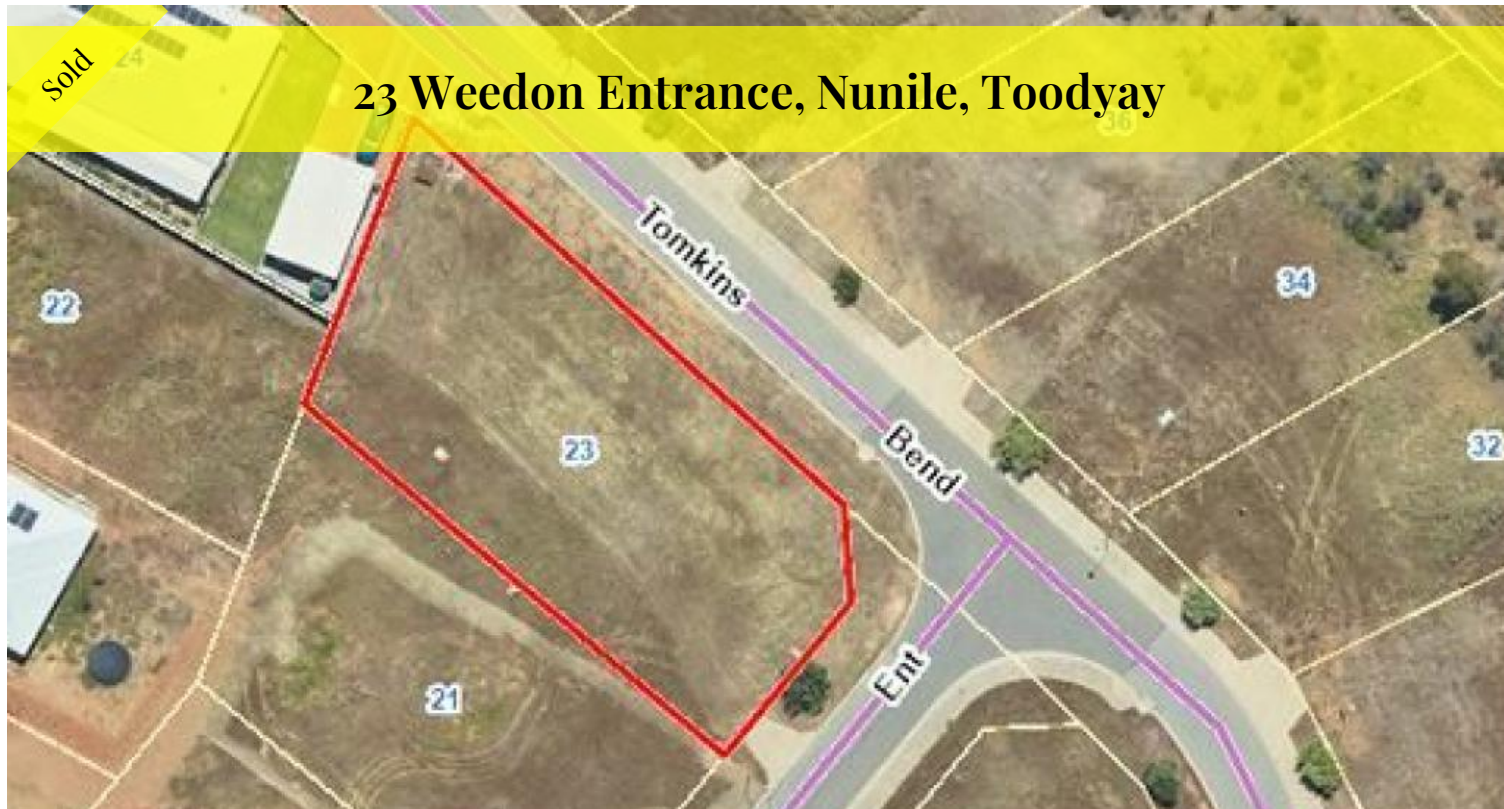 Sold
24
23 Weedon Entrance, Nunile, Toodyay
36
Tomkins
34
22
Bend
23
32
Ent
21